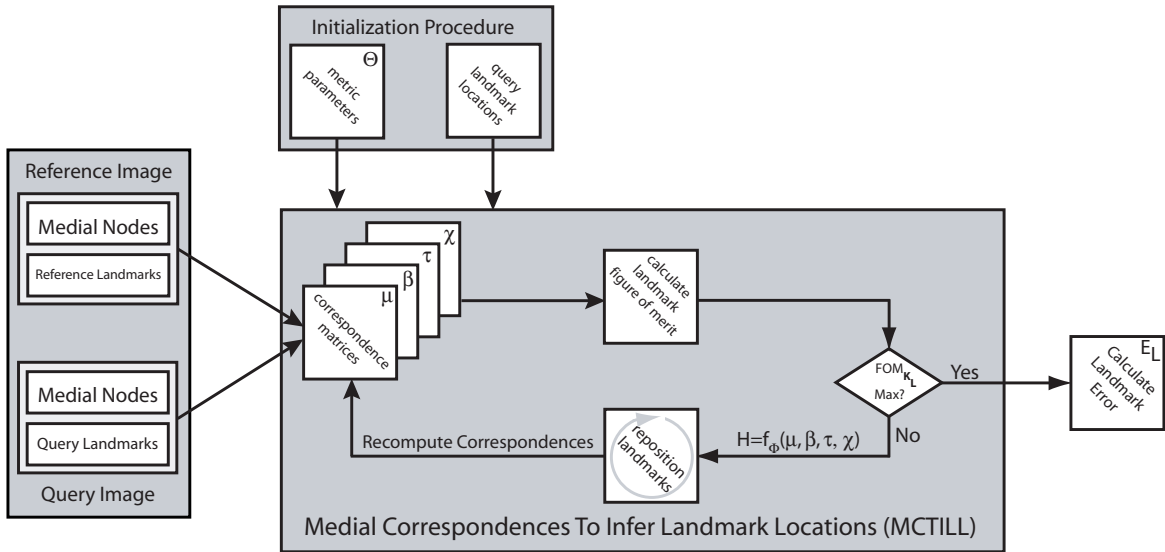 Initialization Procedure
Θ
metric
parameters
query
landmark
locations
Reference Image
Medial Nodes
Reference Landmarks
Medial Nodes
Query Landmarks
Query Image
χ
τ
β
μ
correspondence
matrices
calculate
landmark
figure of merit
FOM K L
Max?
Yes
No
E L
Calculate
Landmark
Error
H=fΦ(μ, β, τ, χ)
reposition
landmarks
Recompute Correspondences
Medial Correspondences To Infer Landmark Locations (MCTILL)